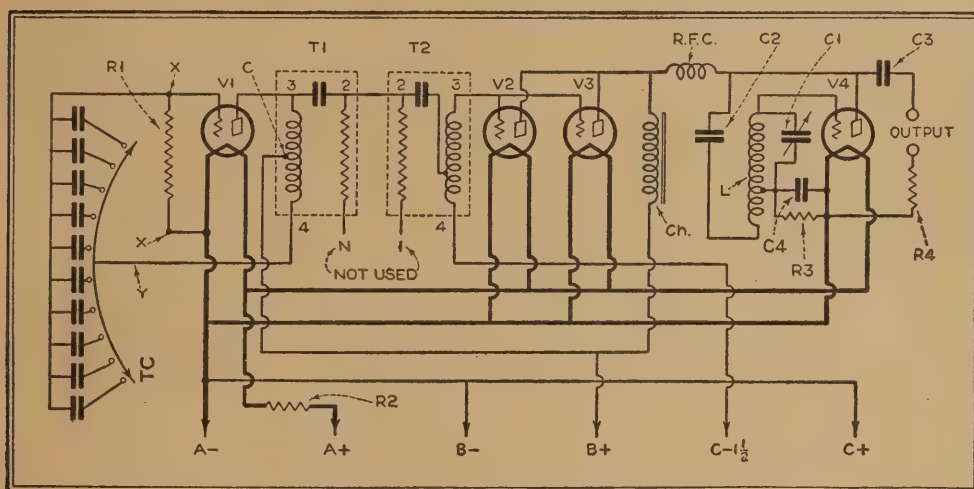 T1 T2 R.F.C. C2 C1 C3
R1 X V1 C 3 2 2 3 V2 V3 V4
OUTPUT
L
4 4
X N 1 Ch. C4 R3 R4
NOT USED
Y
TC
R2
A- A+ B- B+ C-1½ C+